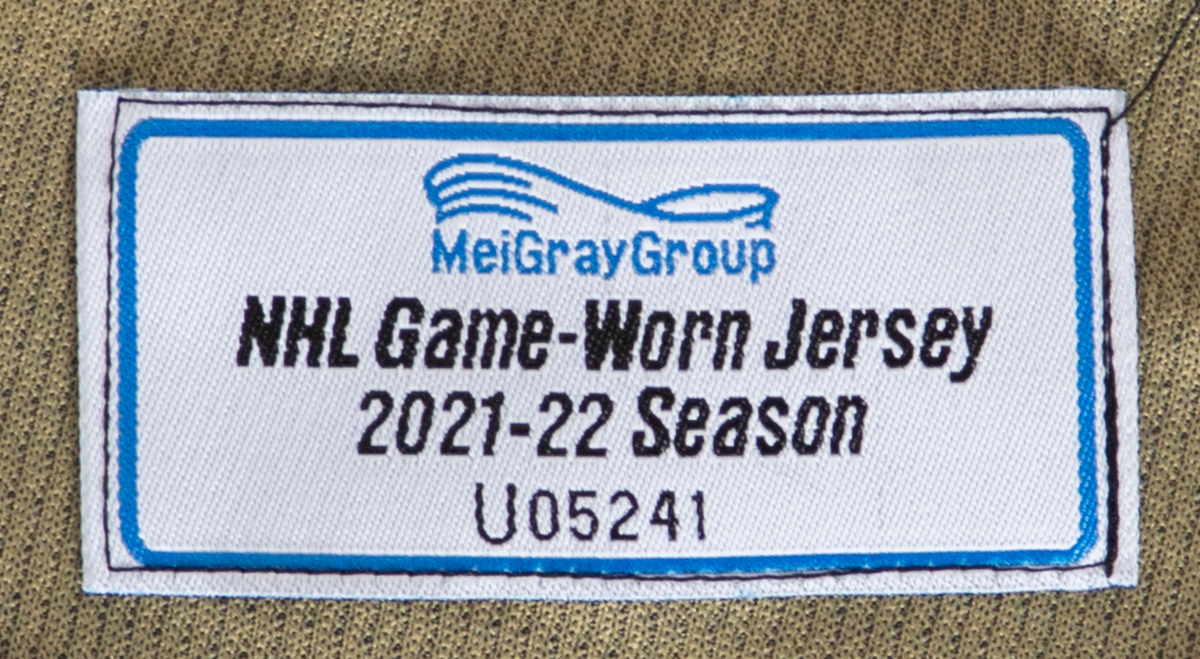 MeiGrayGroup
NHL Game-Worn Jersey
2021-22 Season
U05241